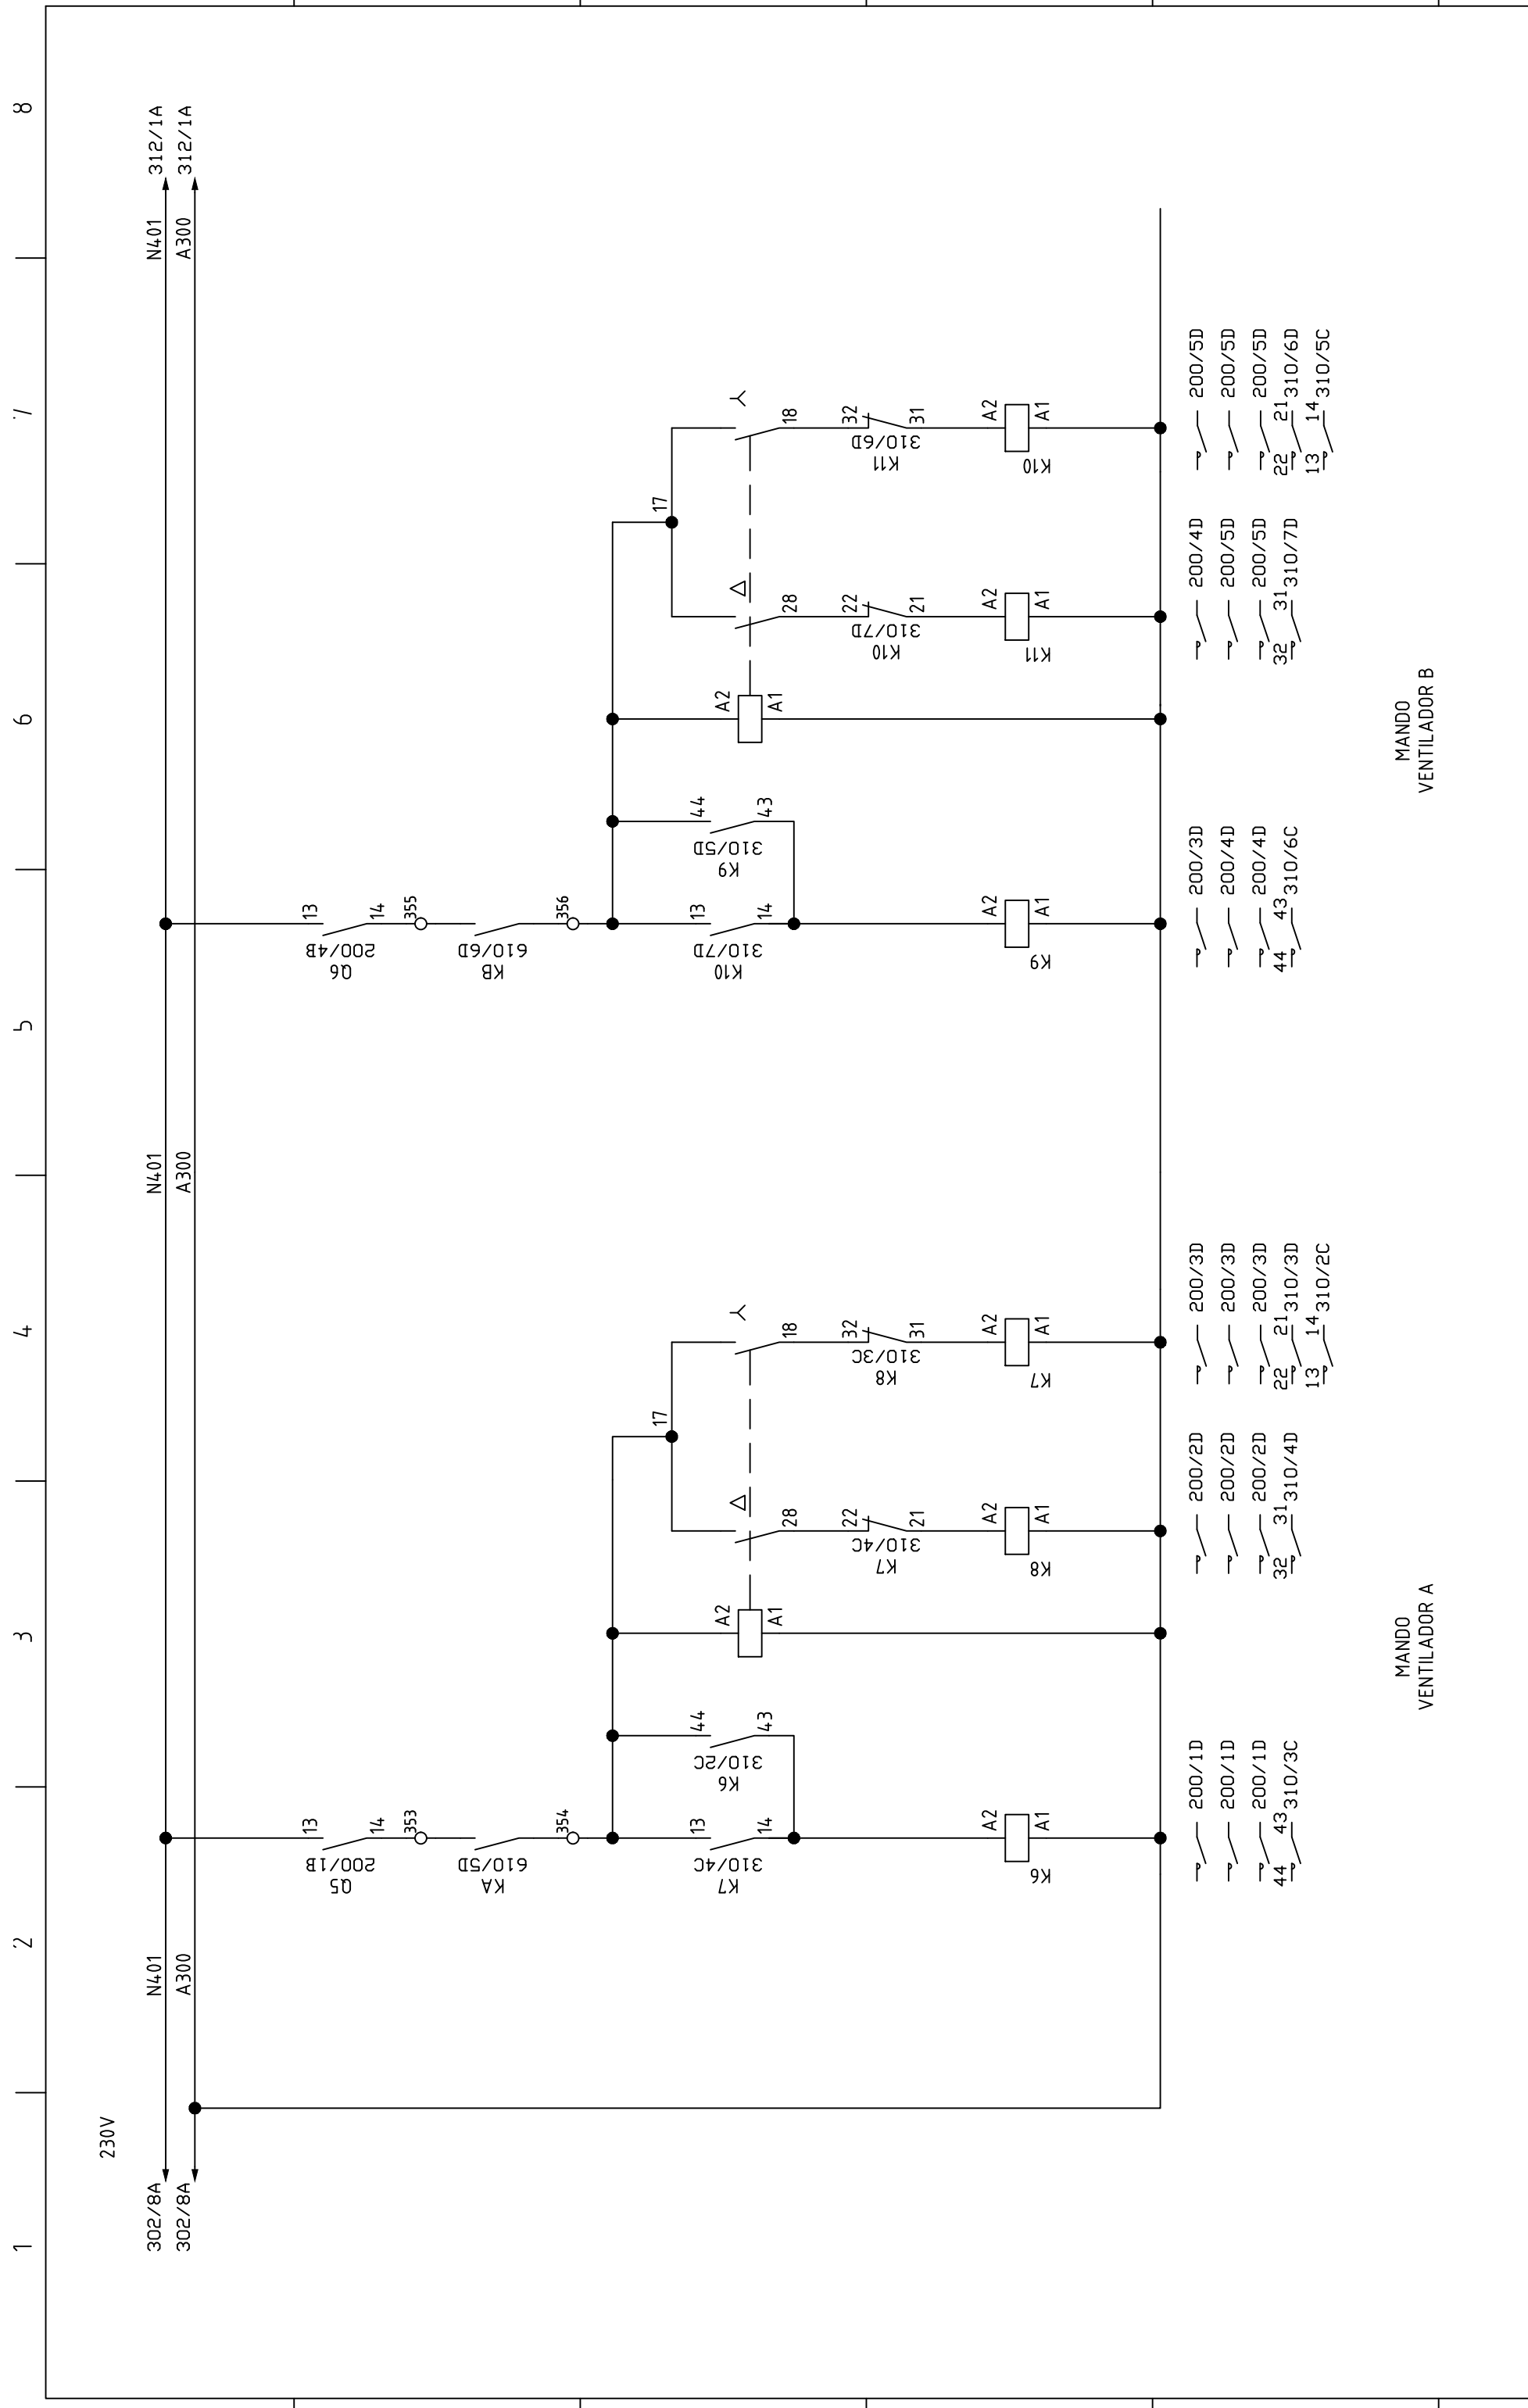 1
2
3
4
5
6
7
8
230V
302/8A
N401
N401
N401
312/1A
302/8A
A300
A300
A300
312/1A
13
14
Q5
200/1B
353
KA
610/5D
354
13
14
K7
310/4C
44
43
K6
310/2C
A2
A1
17
28
18
22
21
K7
310/4C
32
31
K8
310/3C
A2
A1
K6
A2
A1
K8
A2
A1
K7
200/1D
200/1D
200/1D
44 43 310/3C
200/2D
200/2D
200/2D
32 31 310/4D
200/3D
200/3D
200/3D
22 21 310/3D
13 14 310/2C
MANDO
VENTILADOR A
13
14
Q6
200/4B
355
KB
610/6D
356
13
14
K10
310/7D
44
43
K9
310/5D
A2
A1
17
28
Y
18
Y
22
21
K10
310/7D
32
31
K11
310/6D
A2
A1
K9
A2
A1
K11
A2
A1
K10
200/3D
200/4D
200/4D
44 43 310/6C
200/4D
200/5D
200/5D
32 31 310/7D
200/5D
200/5D
200/5D
22 21 310/6D
13 14 310/5C
MANDO
VENTILADOR B